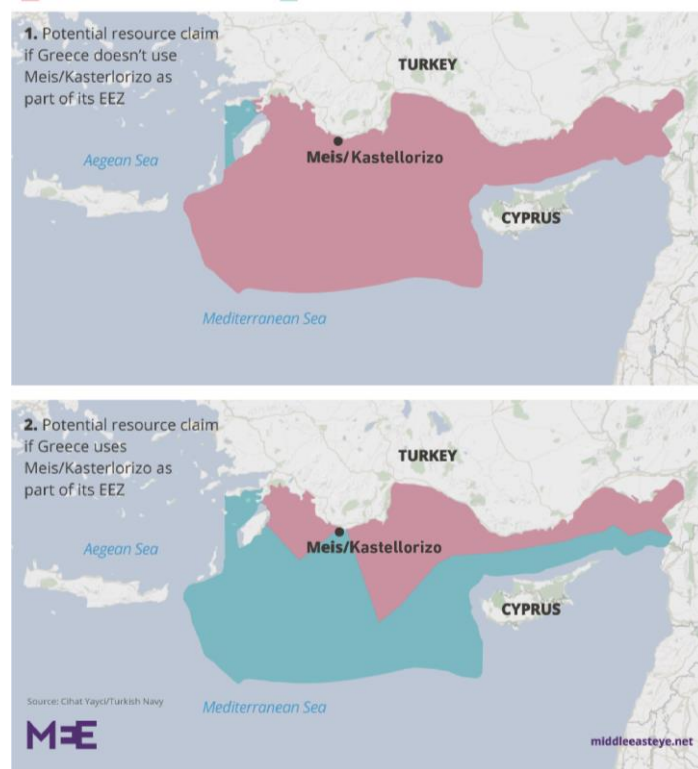 1. Potential resource claim
if Greece doesn't use
Meis/Kasterlorizo as
part of its EEZ
TURKEY
Meis/Kastellorizo
Aegean Sea
CYPRUS
Mediterranean Sea
2. Potential resource claim
if Greece uses
Meis/Kasterlorizo as
part of its EEZ
TURKEY
Meis/Kastellorizo
Aegean Sea
CYPRUS
Source: Cihat Yaycı/Turkish Navy
Mediterranean Sea
MEE
middleeasteye.net